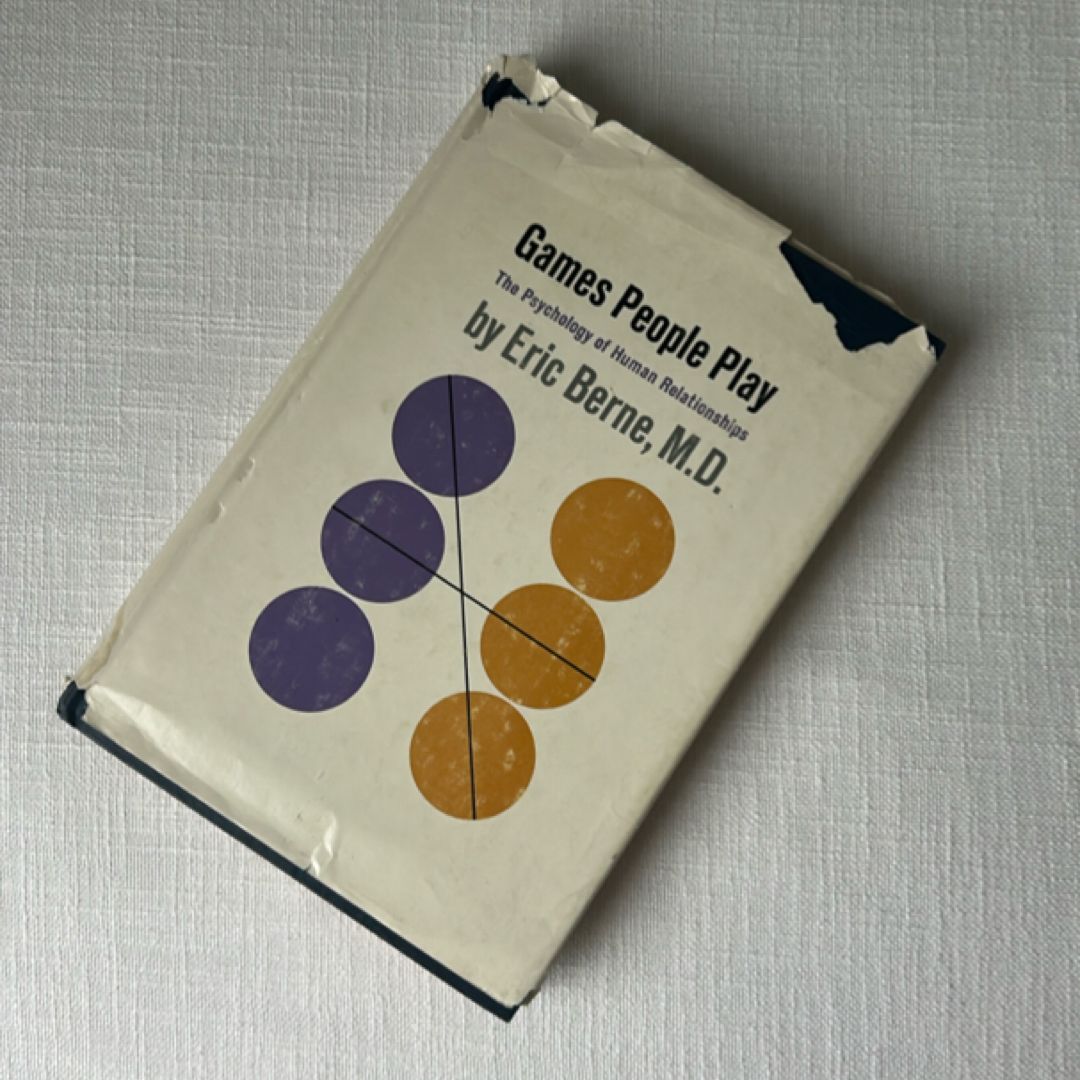 Games People Play
The Psychology of Human Relationships
by Eric Berne, M.D.